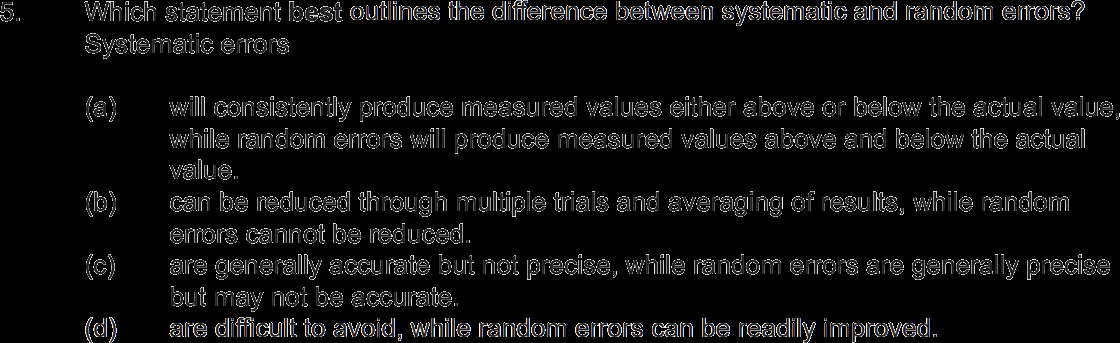 5. Which statement best outlines the difference between systematic and random errors?
Systematic errors
(a) will consistently produce measured values either above or below the actual value,
while random errors will produce measured values above and below the actual
value.
(b) can be reduced through multiple trials and averaging of results, while random
errors cannot be reduced.
(c) are generally accurate but not precise, while random errors are generally precise
but may not be accurate.
(d) are difficult to avoid, while random errors can be readily improved.